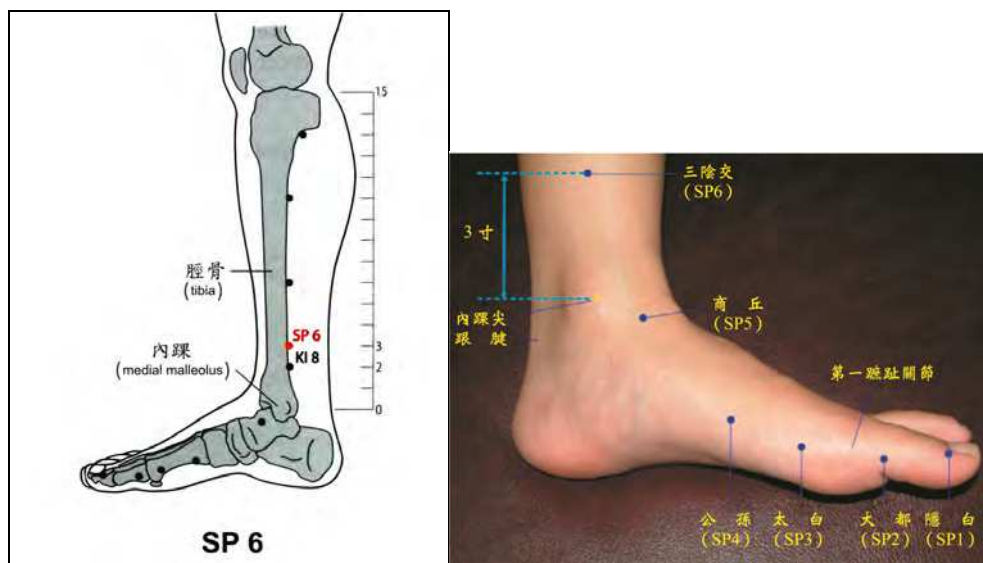 15
脛骨
(tibia)
SP 6
3
內踝
KI 8
2
(medial malleolus)
0
SP 6
三陰交
(SP6)
3 寸
內踝尖
跟 腱
商 丘
(SP5)
第一蹠趾關節
公 孫
(SP4)
太 白
(SP3)
大 都
(SP2)
隱 白
(SP1)